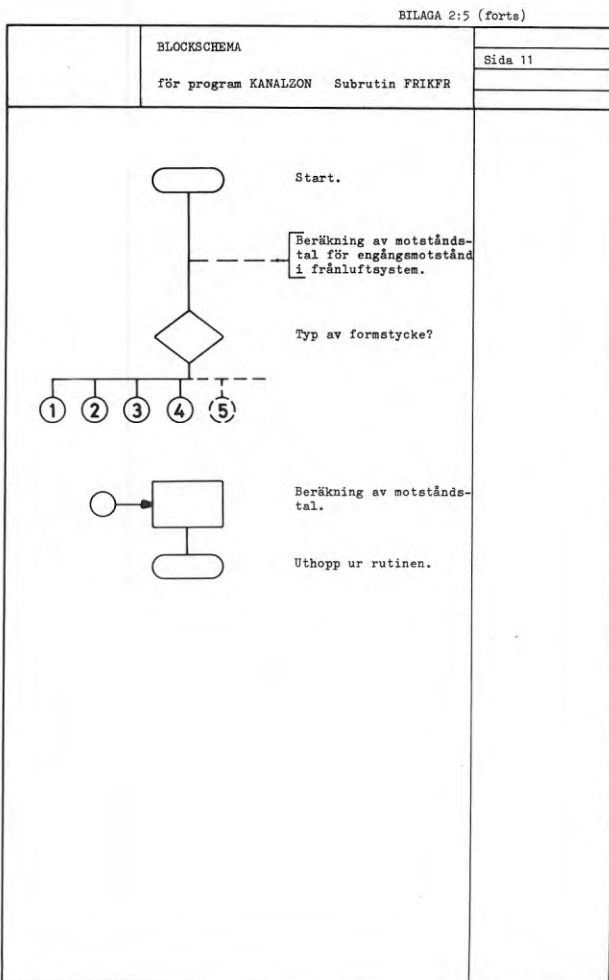 BILAGA 2:5 (forts)
BLOCKSCHEMA
Sida 11
för program KANALZON Subrutin FRIKFR
Start.
Beräkning av motstånds-
tal för engångsmotstånd
i frånluftsystem.
Typ av formstycke?
1 2 3 4 5
Beräkning av motstånds-
tal.
Uthopp ur rutinen.